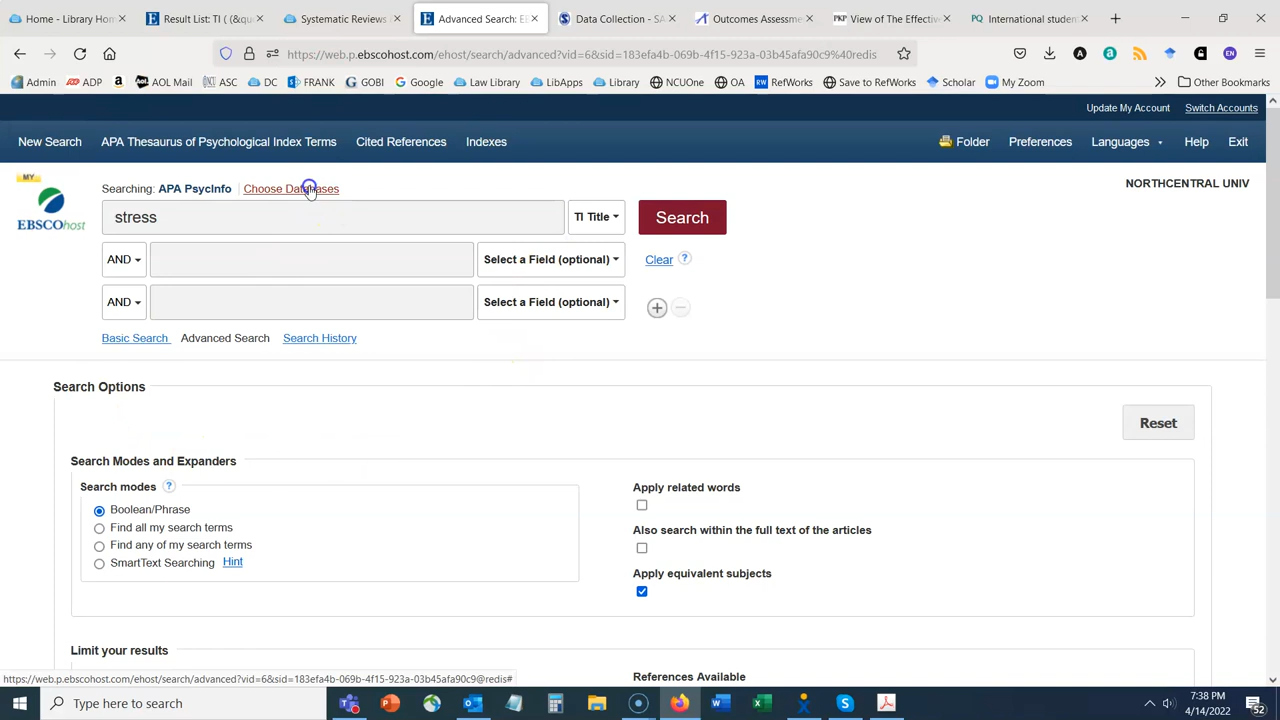 Home - Library Hom
Result List: TI ( (&quo
Systematic Reviews
Advanced Search: EB
Data Collection - SA
Outcomes Assessme
PKP View of The Effective
PQ International student
https://web.p.ebscohost.com/ehost/search/advanced?vid=6&sid=183efa4b-069b-4f15-923a-03b45afa90c9%40redis
Admin ADP AOL Mail ASC DC FRANK GOBI Google Law Library LibApps Library NCUOne OA RefWorks Save to RefWorks Scholar My Zoom Other Bookmarks
Update My Account Switch Accounts
New Search APA Thesaurus of Psychological Index Terms Cited References Indexes Folder Preferences Languages Help Exit
MY
EBSCOhost
Searching: APA PsycInfo Choose Databases
NORTHCENTRAL UNIV
stress TI Title Search
AND Select a Field (optional) Clear ?
AND Select a Field (optional)
Basic Search Advanced Search Search History
Search Options
Reset
Search Modes and Expanders
Search modes ?
Boolean/Phrase
Find all my search terms
Find any of my search terms
SmartText Searching Hint
Apply related words
Also search within the full text of the articles
Apply equivalent subjects
Limit your results
References Available
https://web.p.ebscohost.com/ehost/search/advanced?vid=6&sid=183efa4b-069b-4f15-923a-03b45afa90c9@redis#
Type here to search
7:38 PM
4/14/2022
52